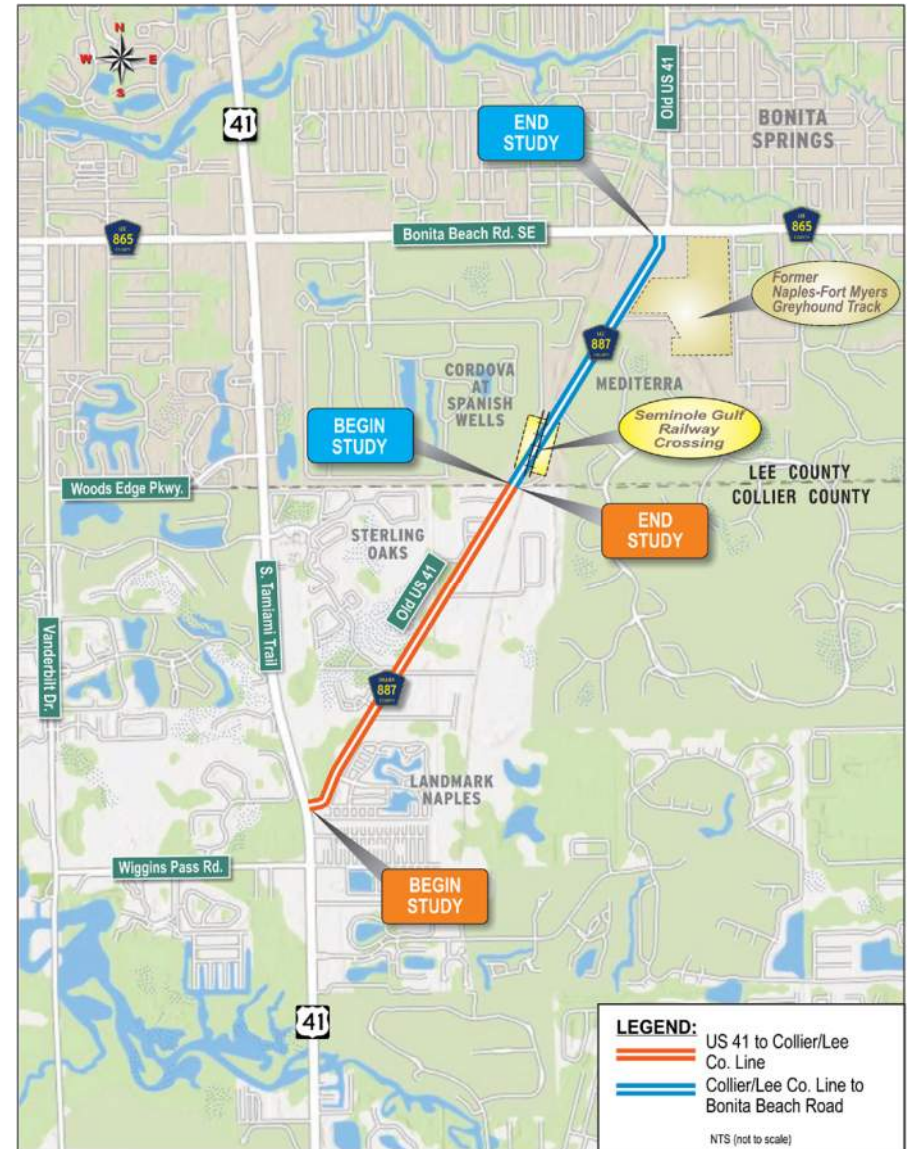 N
W E
S
41
Old US 41
BONITA
SPRINGS
END
STUDY
865
COUNTY
Bonita Beach Rd. SE
865
COUNTY
Former
Naples-Fort Myers
Greyhound Track
887
COUNTY
CORDOVA
AT
SPANISH
WELLS
MEDITERRA
Seminole Gulf
Railway
Crossing
BEGIN
STUDY
LEE COUNTY
COLLIER COUNTY
Woods Edge Pkwy.
END
STUDY
STERLING
OAKS
Old US 41
S. Tamiami Trail
Vanderbilt Dr.
887
COUNTY
LANDMARK
NAPLES
Wiggins Pass Rd.
BEGIN
STUDY
41
LEGEND:
US 41 to Collier/Lee
Co. Line
Collier/Lee Co. Line to
Bonita Beach Road
NTS (not to scale)